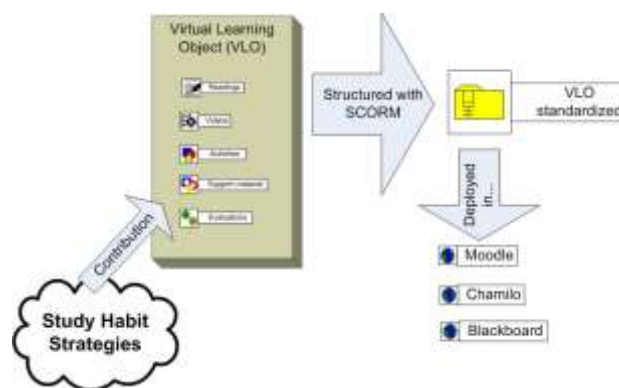 Virtual Learning
Object (VLO)
Readings
Videos
Activities
Support material
Evaluations
Contribution
Study Habit
Strategies
Structured with
SCORM
VLO
standardized
Deployed
in...
Moodle
Chamilo
Blackboard